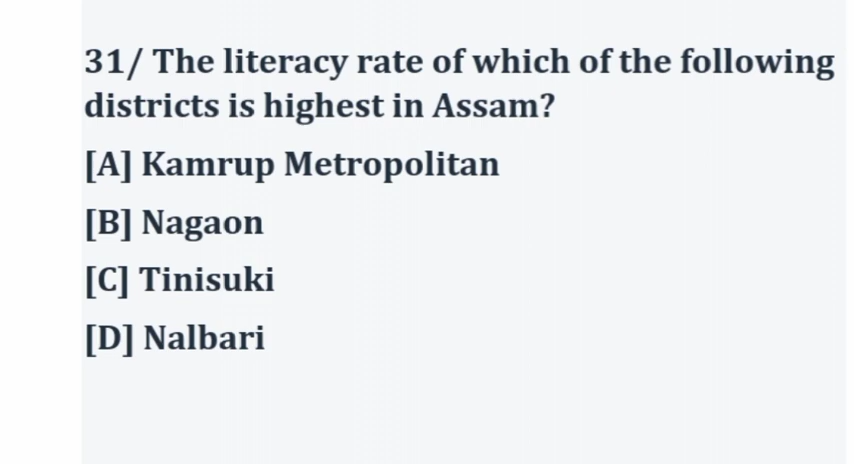 31/ The literacy rate of which of the following
districts is highest in Assam?
[A] Kamrup Metropolitan
[B] Nagaon
[C] Tinisuki
[D] Nalbari